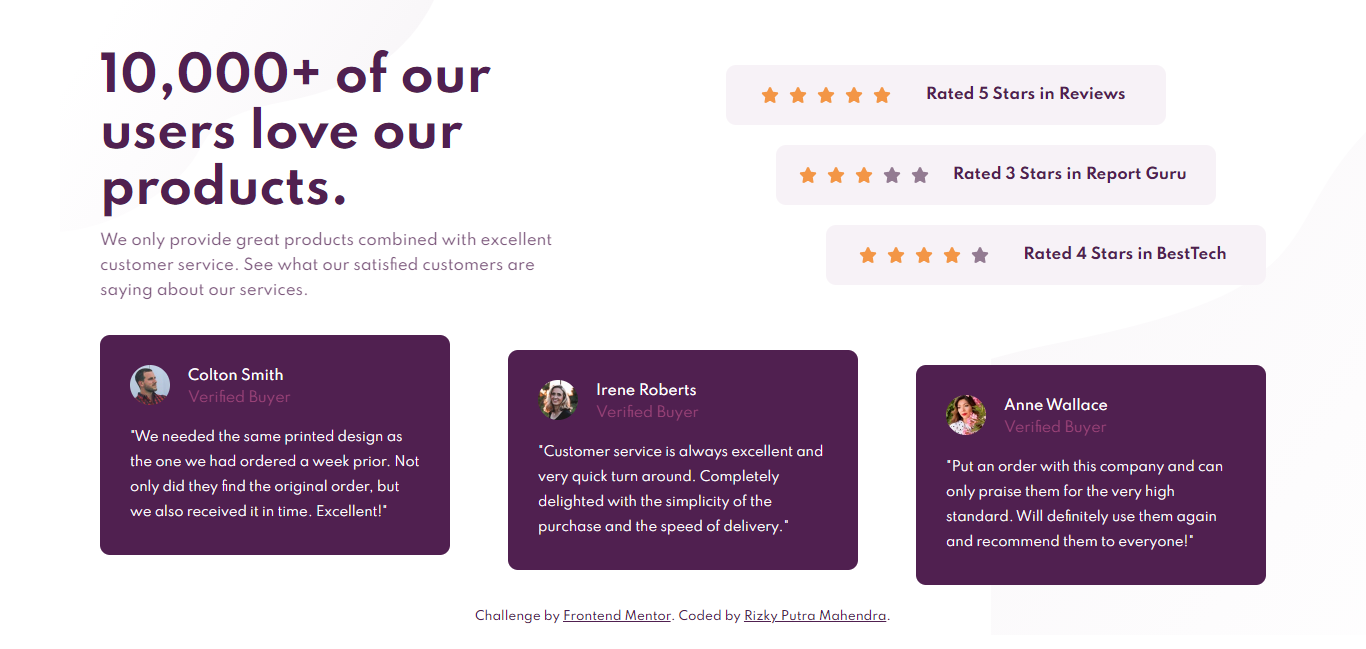 10,000+ of our
users love our
products.
We only provide great products combined with excellent
customer service. See what our satisfied customers are
saying about our services.
Rated 5 Stars in Reviews
Rated 3 Stars in Report Guru
Rated 4 Stars in BestTech
Colton Smith
Verified Buyer
"We needed the same printed design as
the one we had ordered a week prior. Not
only did they find the original order, but
we also received it in time. Excellent!"
Irene Roberts
Verified Buyer
"Customer service is always excellent and
very quick turn around. Completely
delighted with the simplicity of the
purchase and the speed of delivery."
Anne Wallace
Verified Buyer
"Put an order with this company and can
only praise them for the very high
standard. Will definitely use them again
and recommend them to everyone!"
Challenge by Frontend Mentor. Coded by Rizky Putra Mahendra.